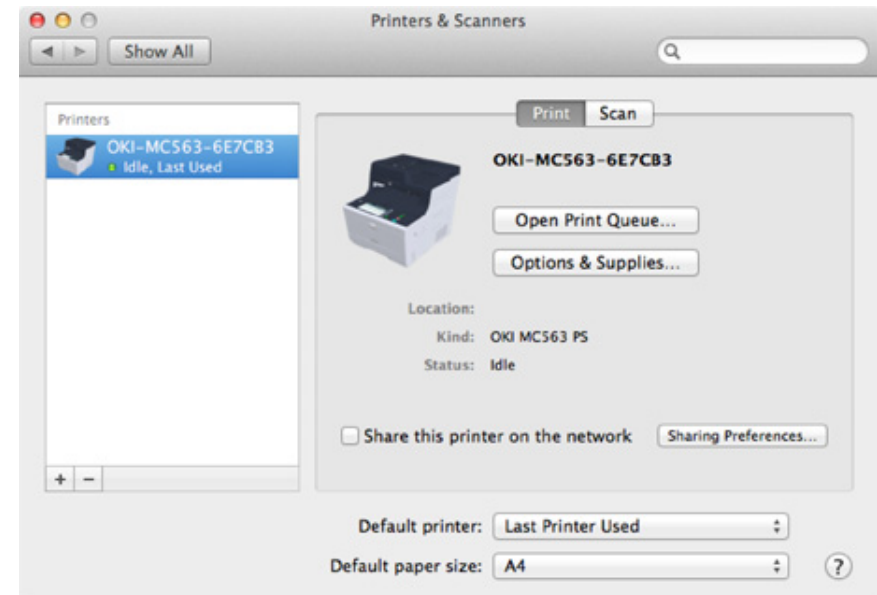 Printers & Scanners
Show All
Printers
OKI-MC563-6E7CB3
Idle, Last Used
Print Scan
OKI-MC563-6E7CB3
Open Print Queue...
Options & Supplies...
Location:
Kind: OKI MC563 PS
Status: Idle
Share this printer on the network Sharing Preferences...
+ −
Default printer: Last Printer Used
Default paper size: A4 ?